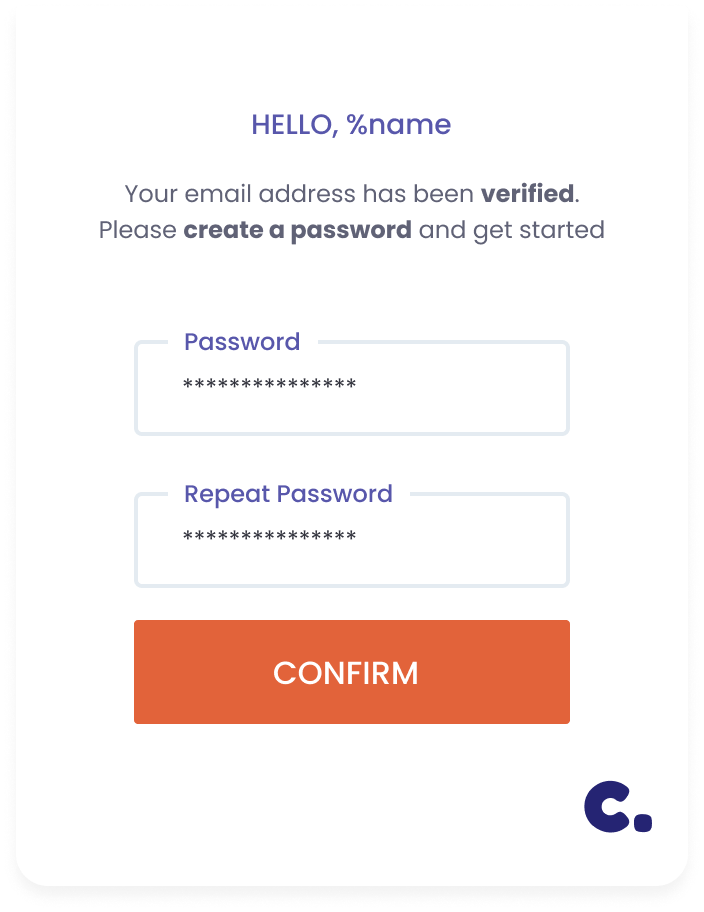 HELLO, %name
Your email address has been verified.
Please create a password and get started
Password
***************
Repeat Password
***************
CONFIRM
c.